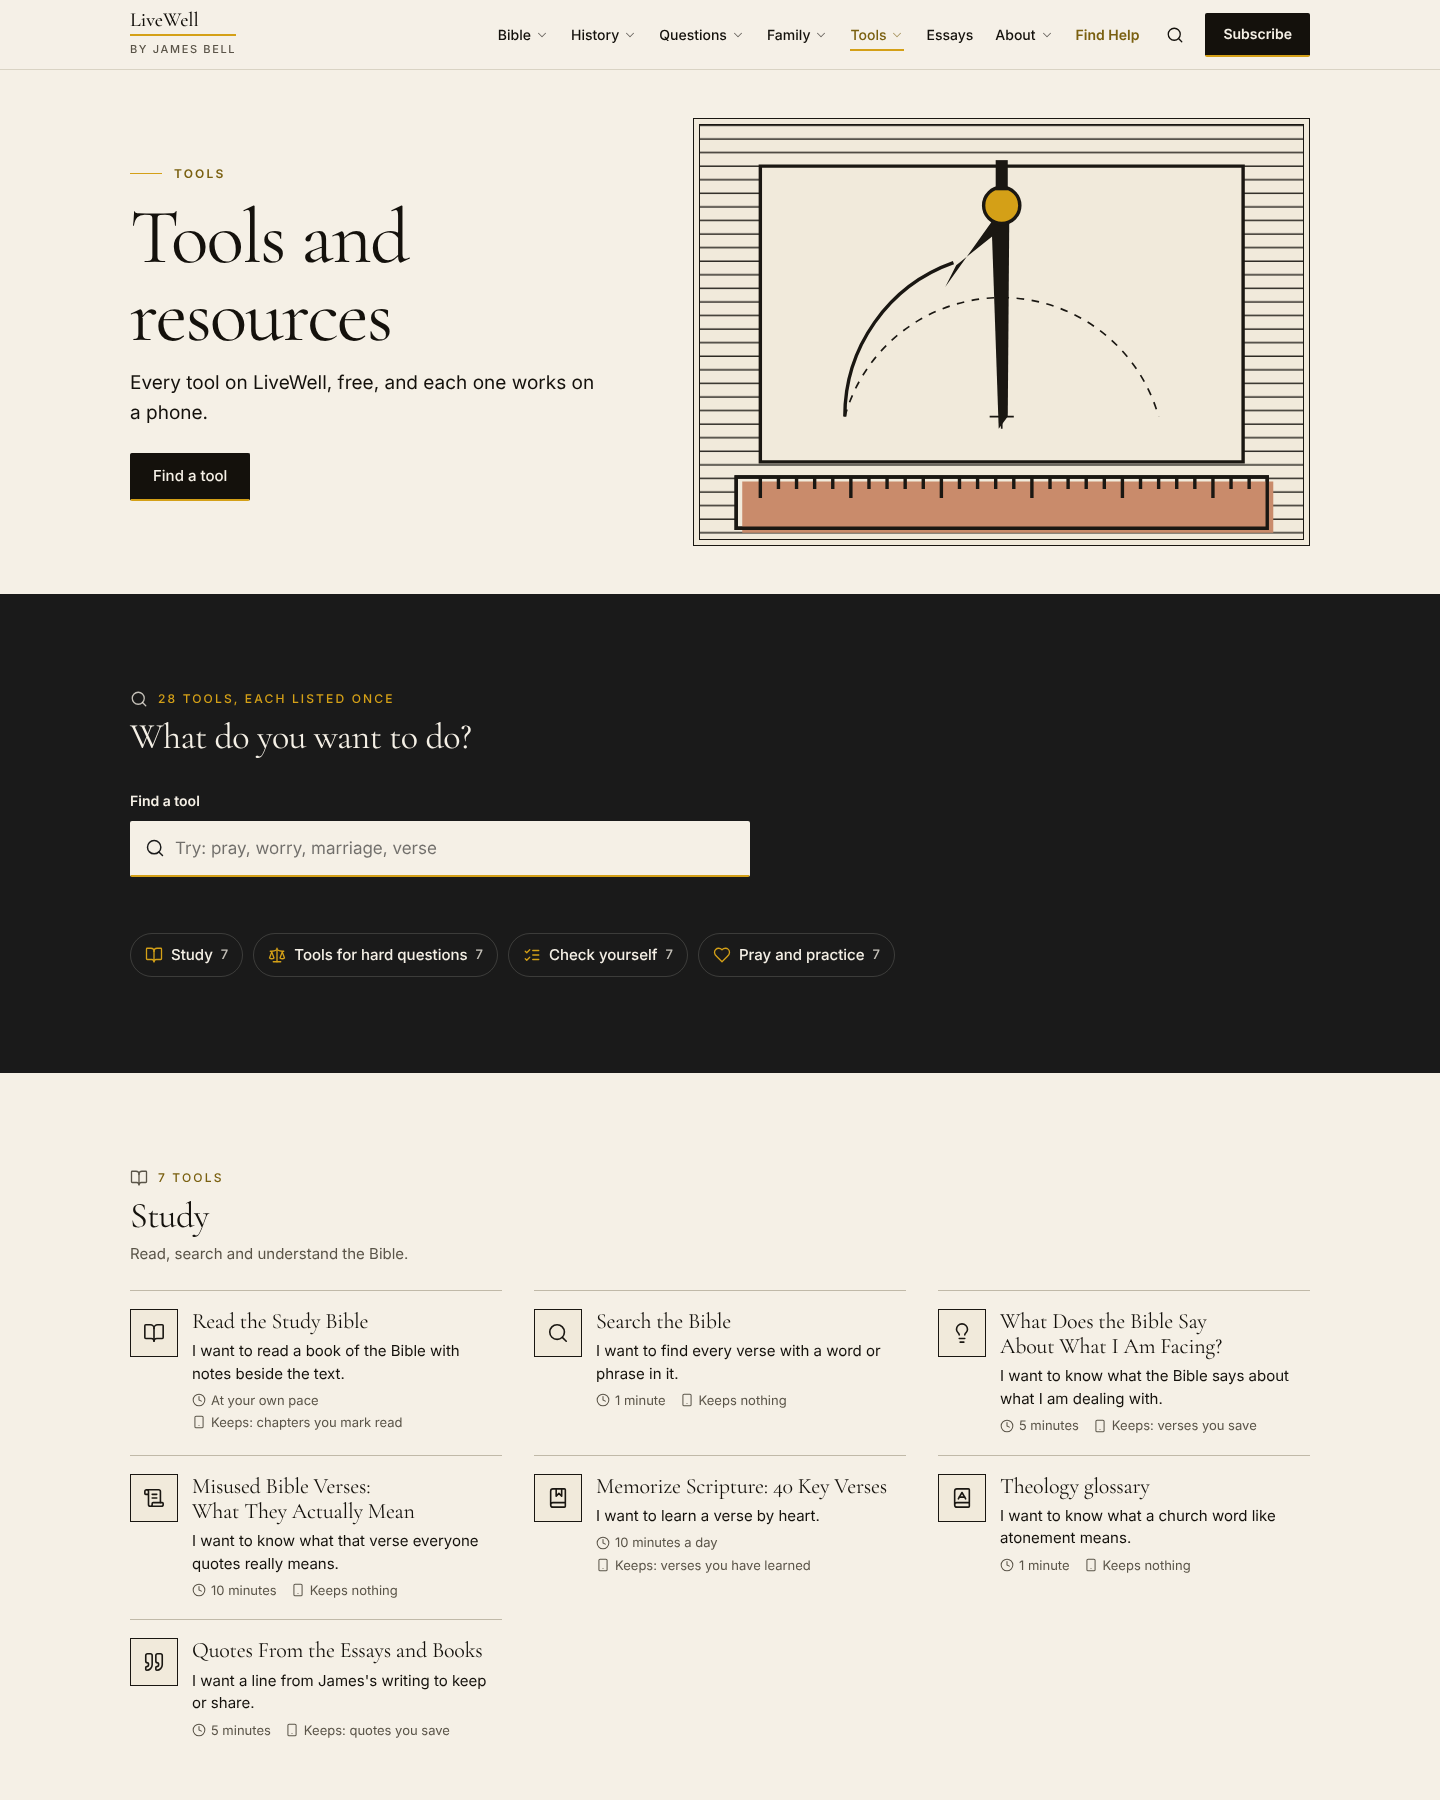 LiveWell
BY JAMES BELL
Bible
History
Questions
Family
Tools
Essays
About
Find Help
Subscribe
TOOLS
Tools and
resources
Every tool on LiveWell, free, and each one works on
a phone.
Find a tool
28 TOOLS, EACH LISTED ONCE
What do you want to do?
Find a tool
Try: pray, worry, marriage, verse
Study 7
Tools for hard questions 7
Check yourself 7
Pray and practice 7
7 TOOLS
Study
Read, search and understand the Bible.
Read the Study Bible
I want to read a book of the Bible with
notes beside the text.
At your own pace
Keeps: chapters you mark read
Search the Bible
I want to find every verse with a word or
phrase in it.
1 minute
Keeps nothing
What Does the Bible Say
About What I Am Facing?
I want to know what the Bible says about
what I am dealing with.
5 minutes
Keeps: verses you save
Misused Bible Verses:
What They Actually Mean
I want to know what that verse everyone
quotes really means.
10 minutes
Keeps nothing
Memorize Scripture: 40 Key Verses
I want to learn a verse by heart.
10 minutes a day
Keeps: verses you have learned
Theology glossary
I want to know what a church word like
atonement means.
1 minute
Keeps nothing
Quotes From the Essays and Books
I want a line from James's writing to keep
or share.
5 minutes
Keeps: quotes you save